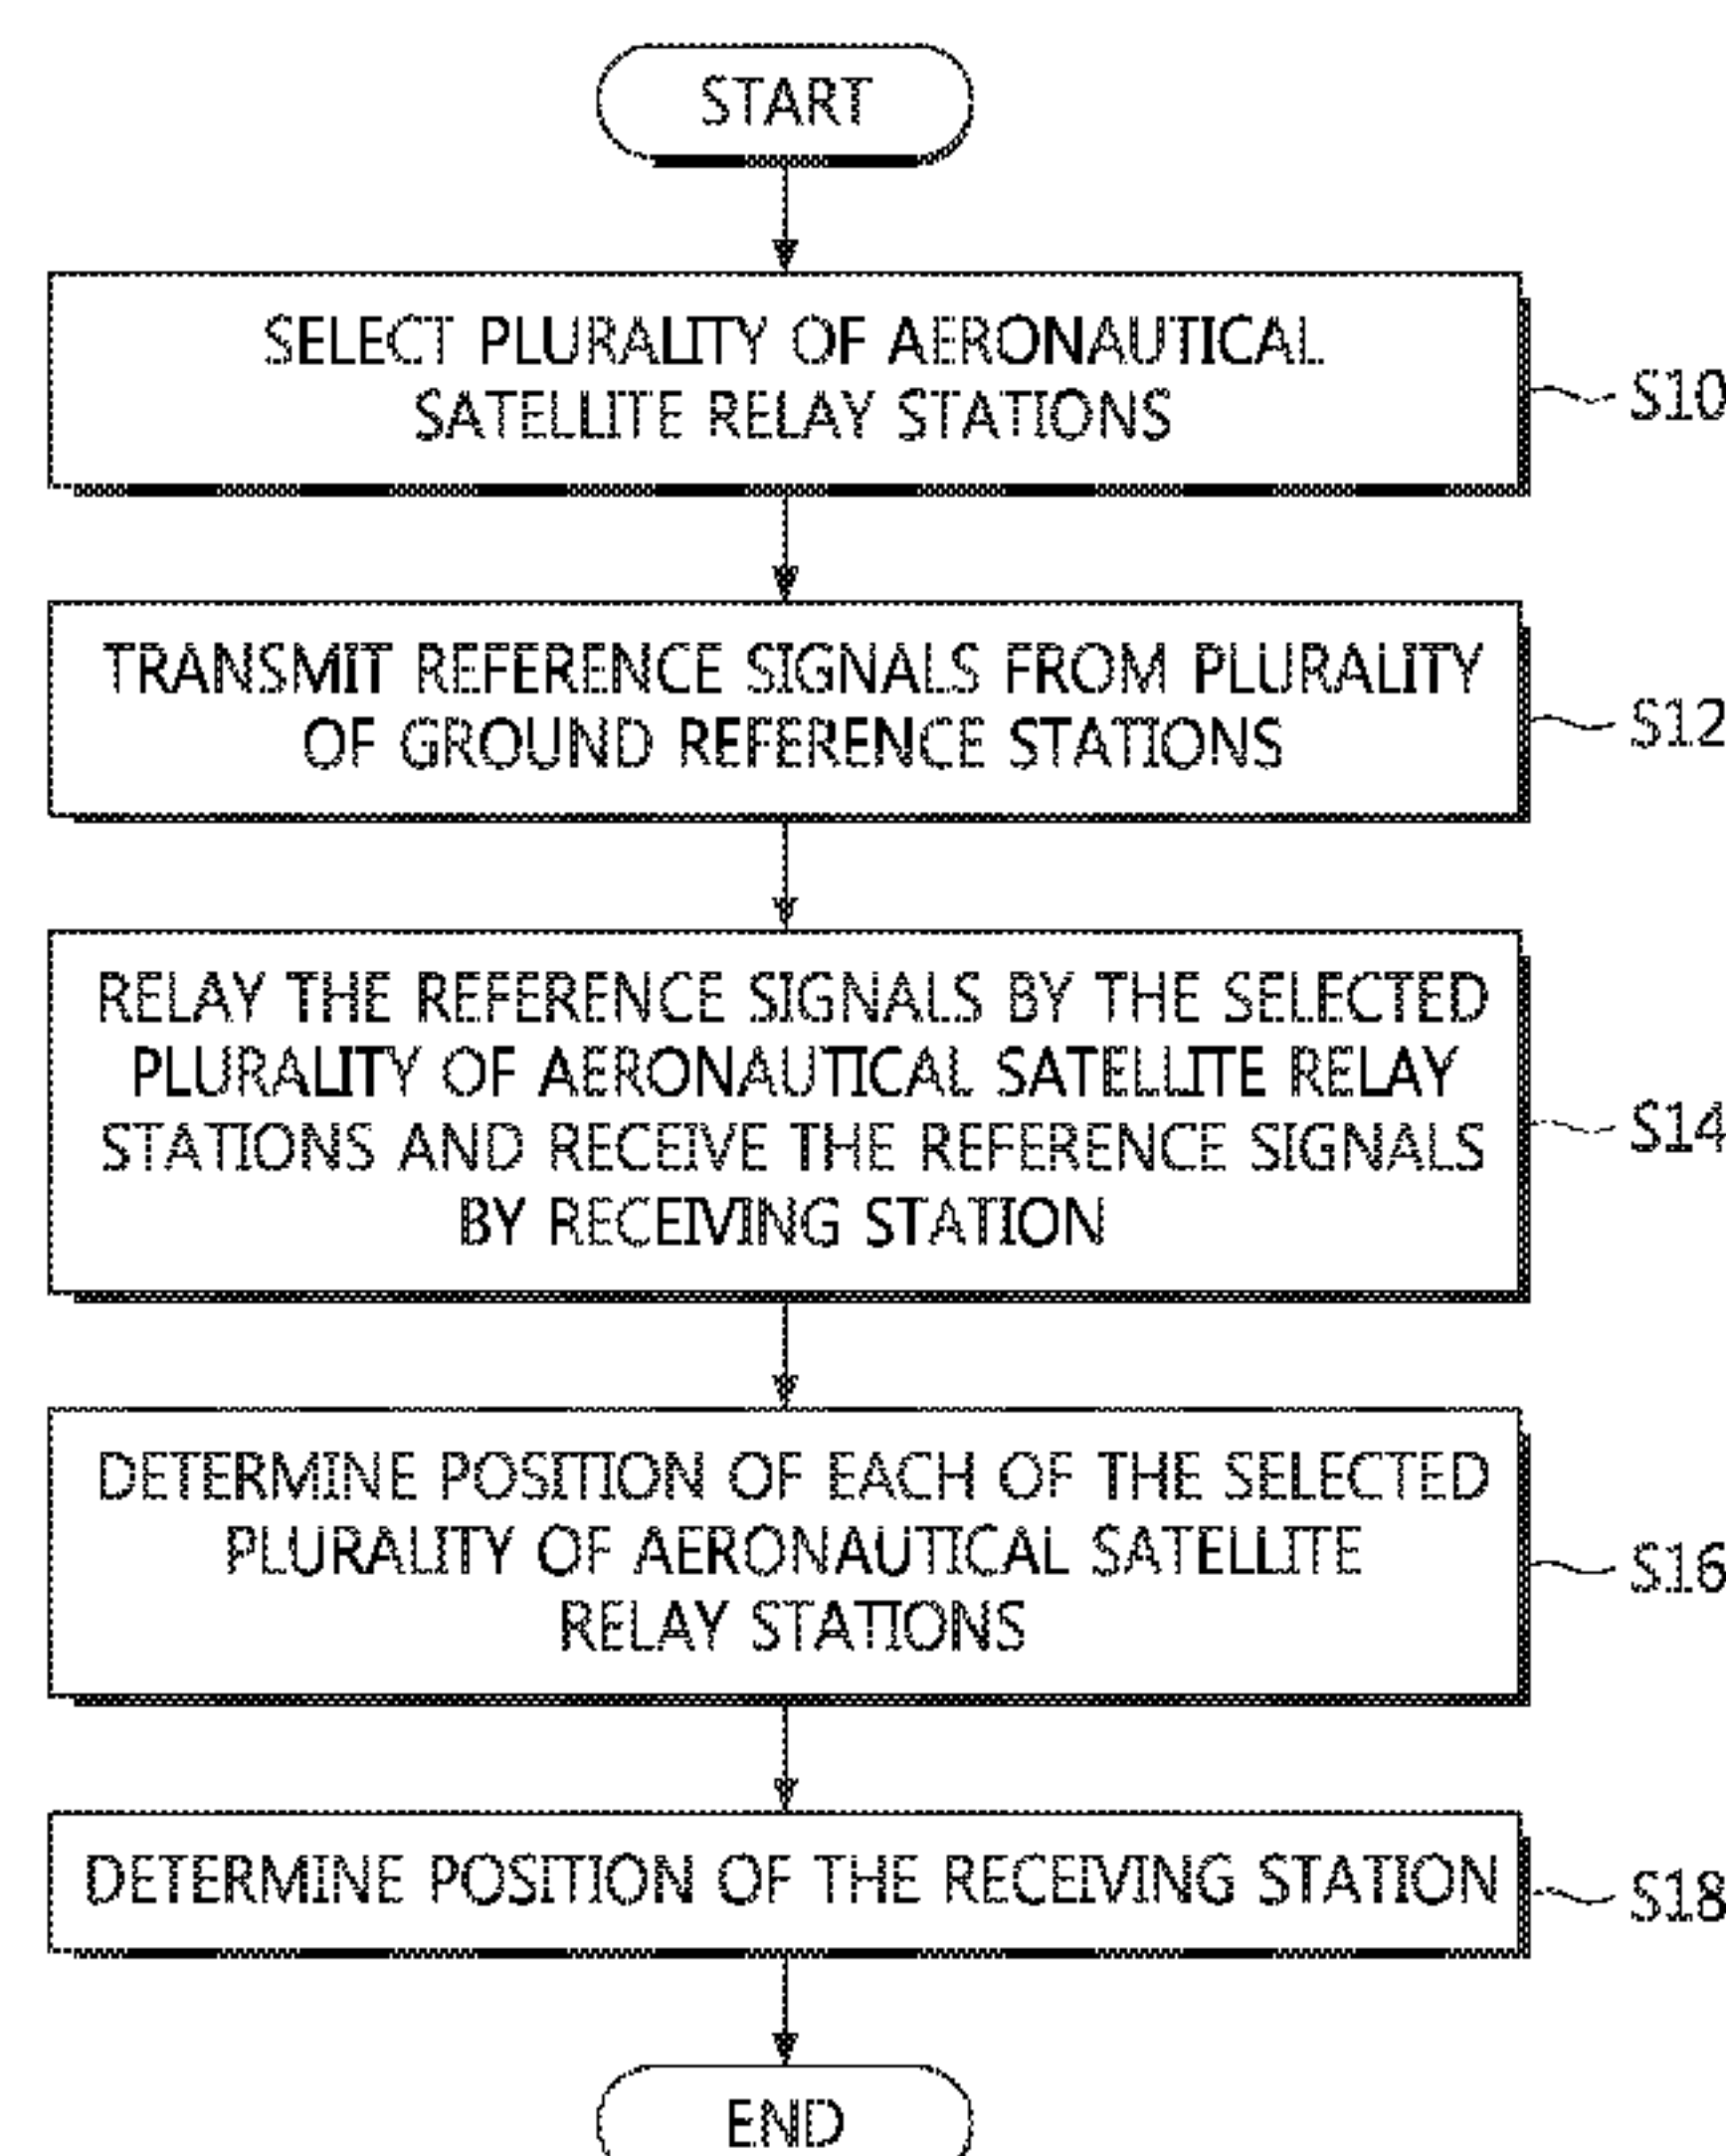 START
SELECT PLURALITY OF AERONAUTICAL
SATELLITE RELAY STATIONS
S10
TRANSMIT REFERENCE SIGNALS FROM PLURALITY
OF GROUND REFERENCE STATIONS
S12
RELAY THE REFERENCE SIGNALS BY THE SELECTED
PLURALITY OF AERONAUTICAL SATELLITE RELAY
STATIONS AND RECEIVE THE REFERENCE SIGNALS
BY RECEIVING STATION
S14
DETERMINE POSITION OF EACH OF THE SELECTED
PLURALITY OF AERONAUTICAL SATELLITE
RELAY STATIONS
S16
DETERMINE POSITION OF THE RECEIVING STATION
S18
END